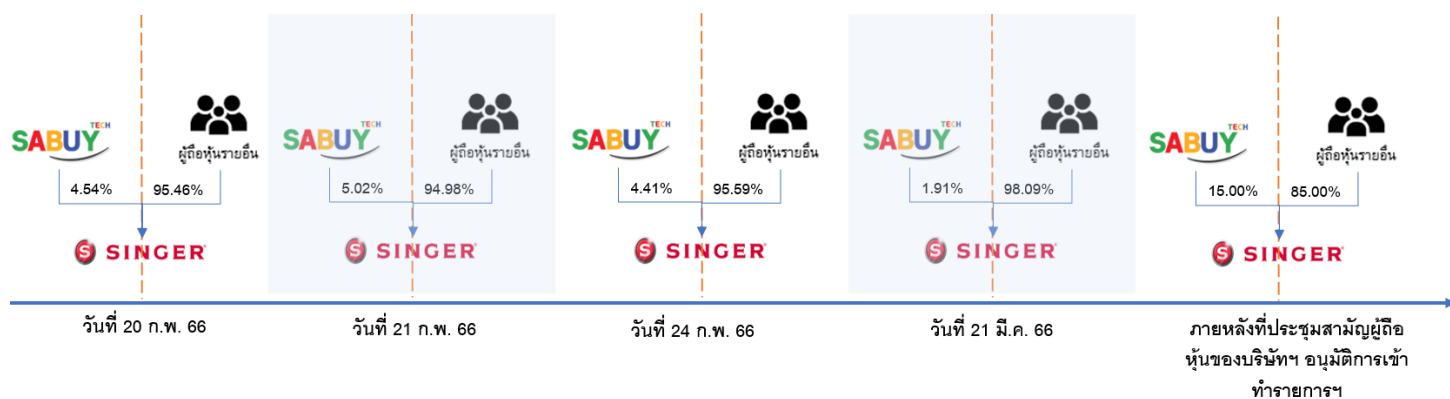 SABUY TECH
ผู้ถือหุ้นรายอื่น
4.54%
95.46%
S SINGER
วันที่ 20 ก.พ. 66
SABUY TECH
ผู้ถือหุ้นรายอื่น
5.02%
94.98%
S SINGER
วันที่ 21 ก.พ. 66
SABUY TECH
ผู้ถือหุ้นรายอื่น
4.41%
95.59%
S SINGER
วันที่ 24 ก.พ. 66
SABUY TECH
ผู้ถือหุ้นรายอื่น
1.91%
98.09%
S SINGER
วันที่ 21 มี.ค. 66
SABUY TECH
ผู้ถือหุ้นรายอื่น
15.00%
85.00%
S SINGER
ภายหลังที่ประชุมสามัญผู้ถือ
หุ้นของบริษัทฯ อนุมัติการเข้า
ทำรายการฯ